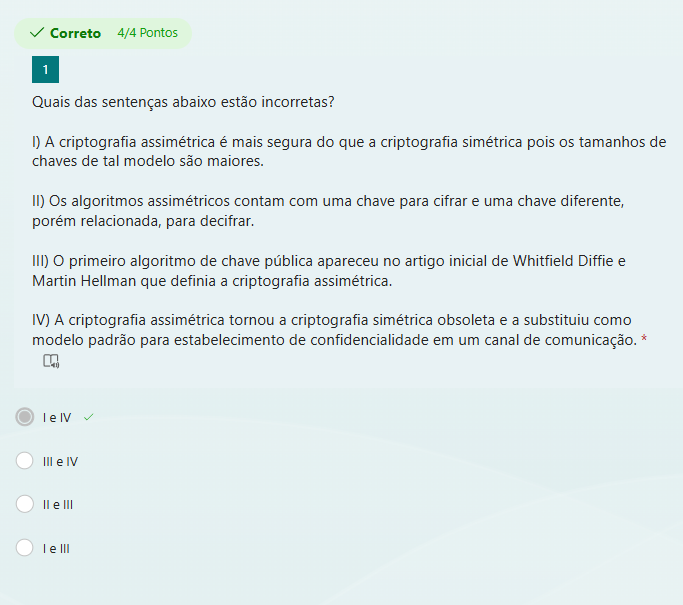 Correto 4/4 Pontos
1
Quais das sentenças abaixo estão incorretas?
I) A criptografia assimétrica é mais segura do que a criptografia simétrica pois os tamanhos de
chaves de tal modelo são maiores.
II) Os algoritmos assimétricos contam com uma chave para cifrar e uma chave diferente,
porém relacionada, para decifrar.
III) O primeiro algoritmo de chave pública apareceu no artigo inicial de Whitfield Diffie e
Martin Hellman que definia a criptografia assimétrica.
IV) A criptografia assimétrica tornou a criptografia simétrica obsoleta e a substituiu como
modelo padrão para estabelecimento de confidencialidade em um canal de comunicação. *
I e IV
III e IV
II e III
I e III